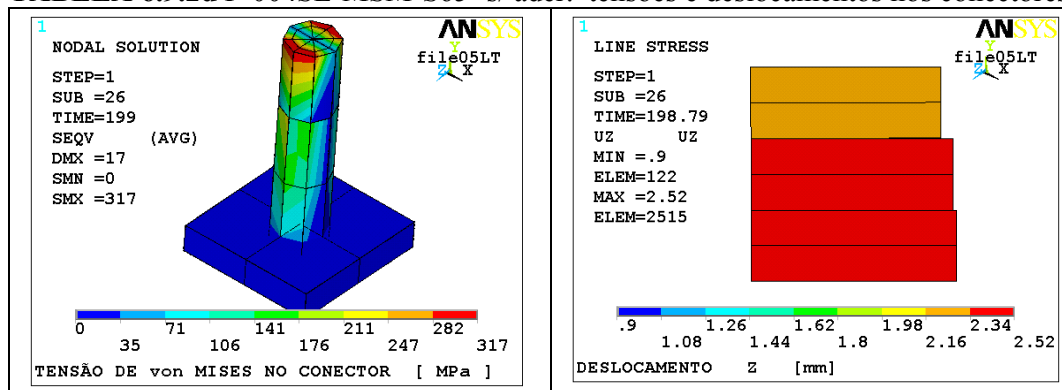 1
ANSYS
NODAL SOLUTION
file05LT
Y
Z X
STEP=1
SUB =26
TIME=199
SEQV (AVG)
DMX =17
SMN =0
SMX =317
0 71 141 211 282
35 106 176 247 317
TENSÃO DE von MISES NO CONECTOR [ MPa ]
1
ANSYS
LINE STRESS
file05LT
Y
Z X
STEP=1
SUB =26
TIME=198.79
UZ UZ
MIN =.9
ELEM=122
MAX =2.52
ELEM=2515
.9 1.26 1.62 1.98 2.34
1.08 1.44 1.8 2.16 2.52
DESLOCAMENTO Z [mm]